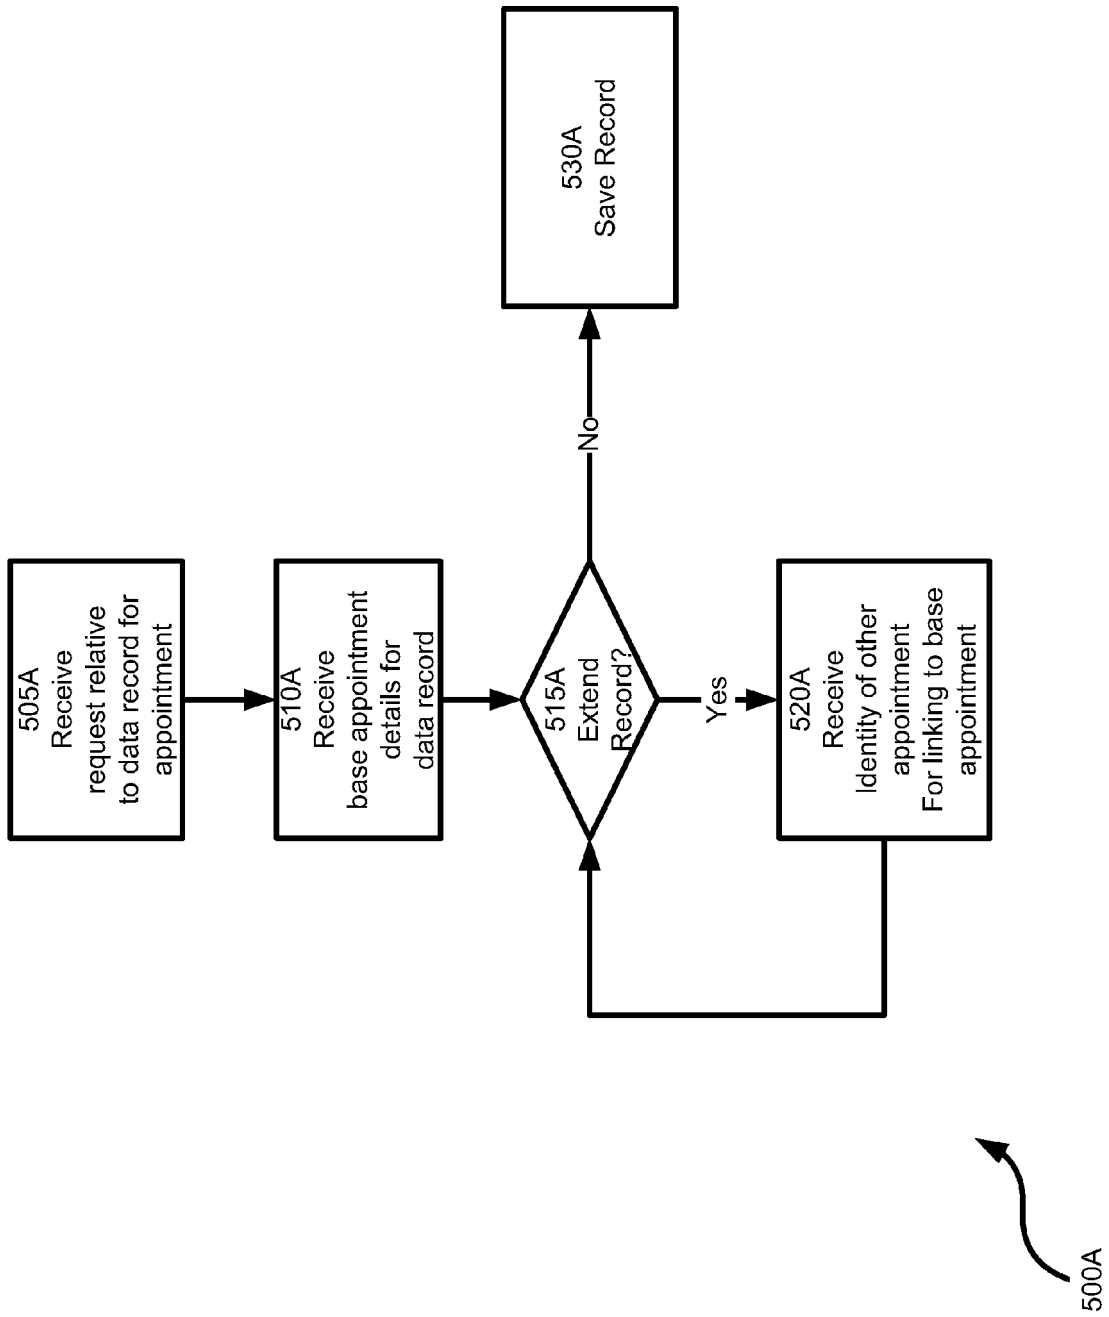 505A
Receive
request relative
to data record for
appointment
510A
Receive
base appointment
details for
data record
515A
Extend
Record?
No
530A
Save Record
Yes
520A
Receive
Identity of other
appointment
For linking to base
appointment
500A